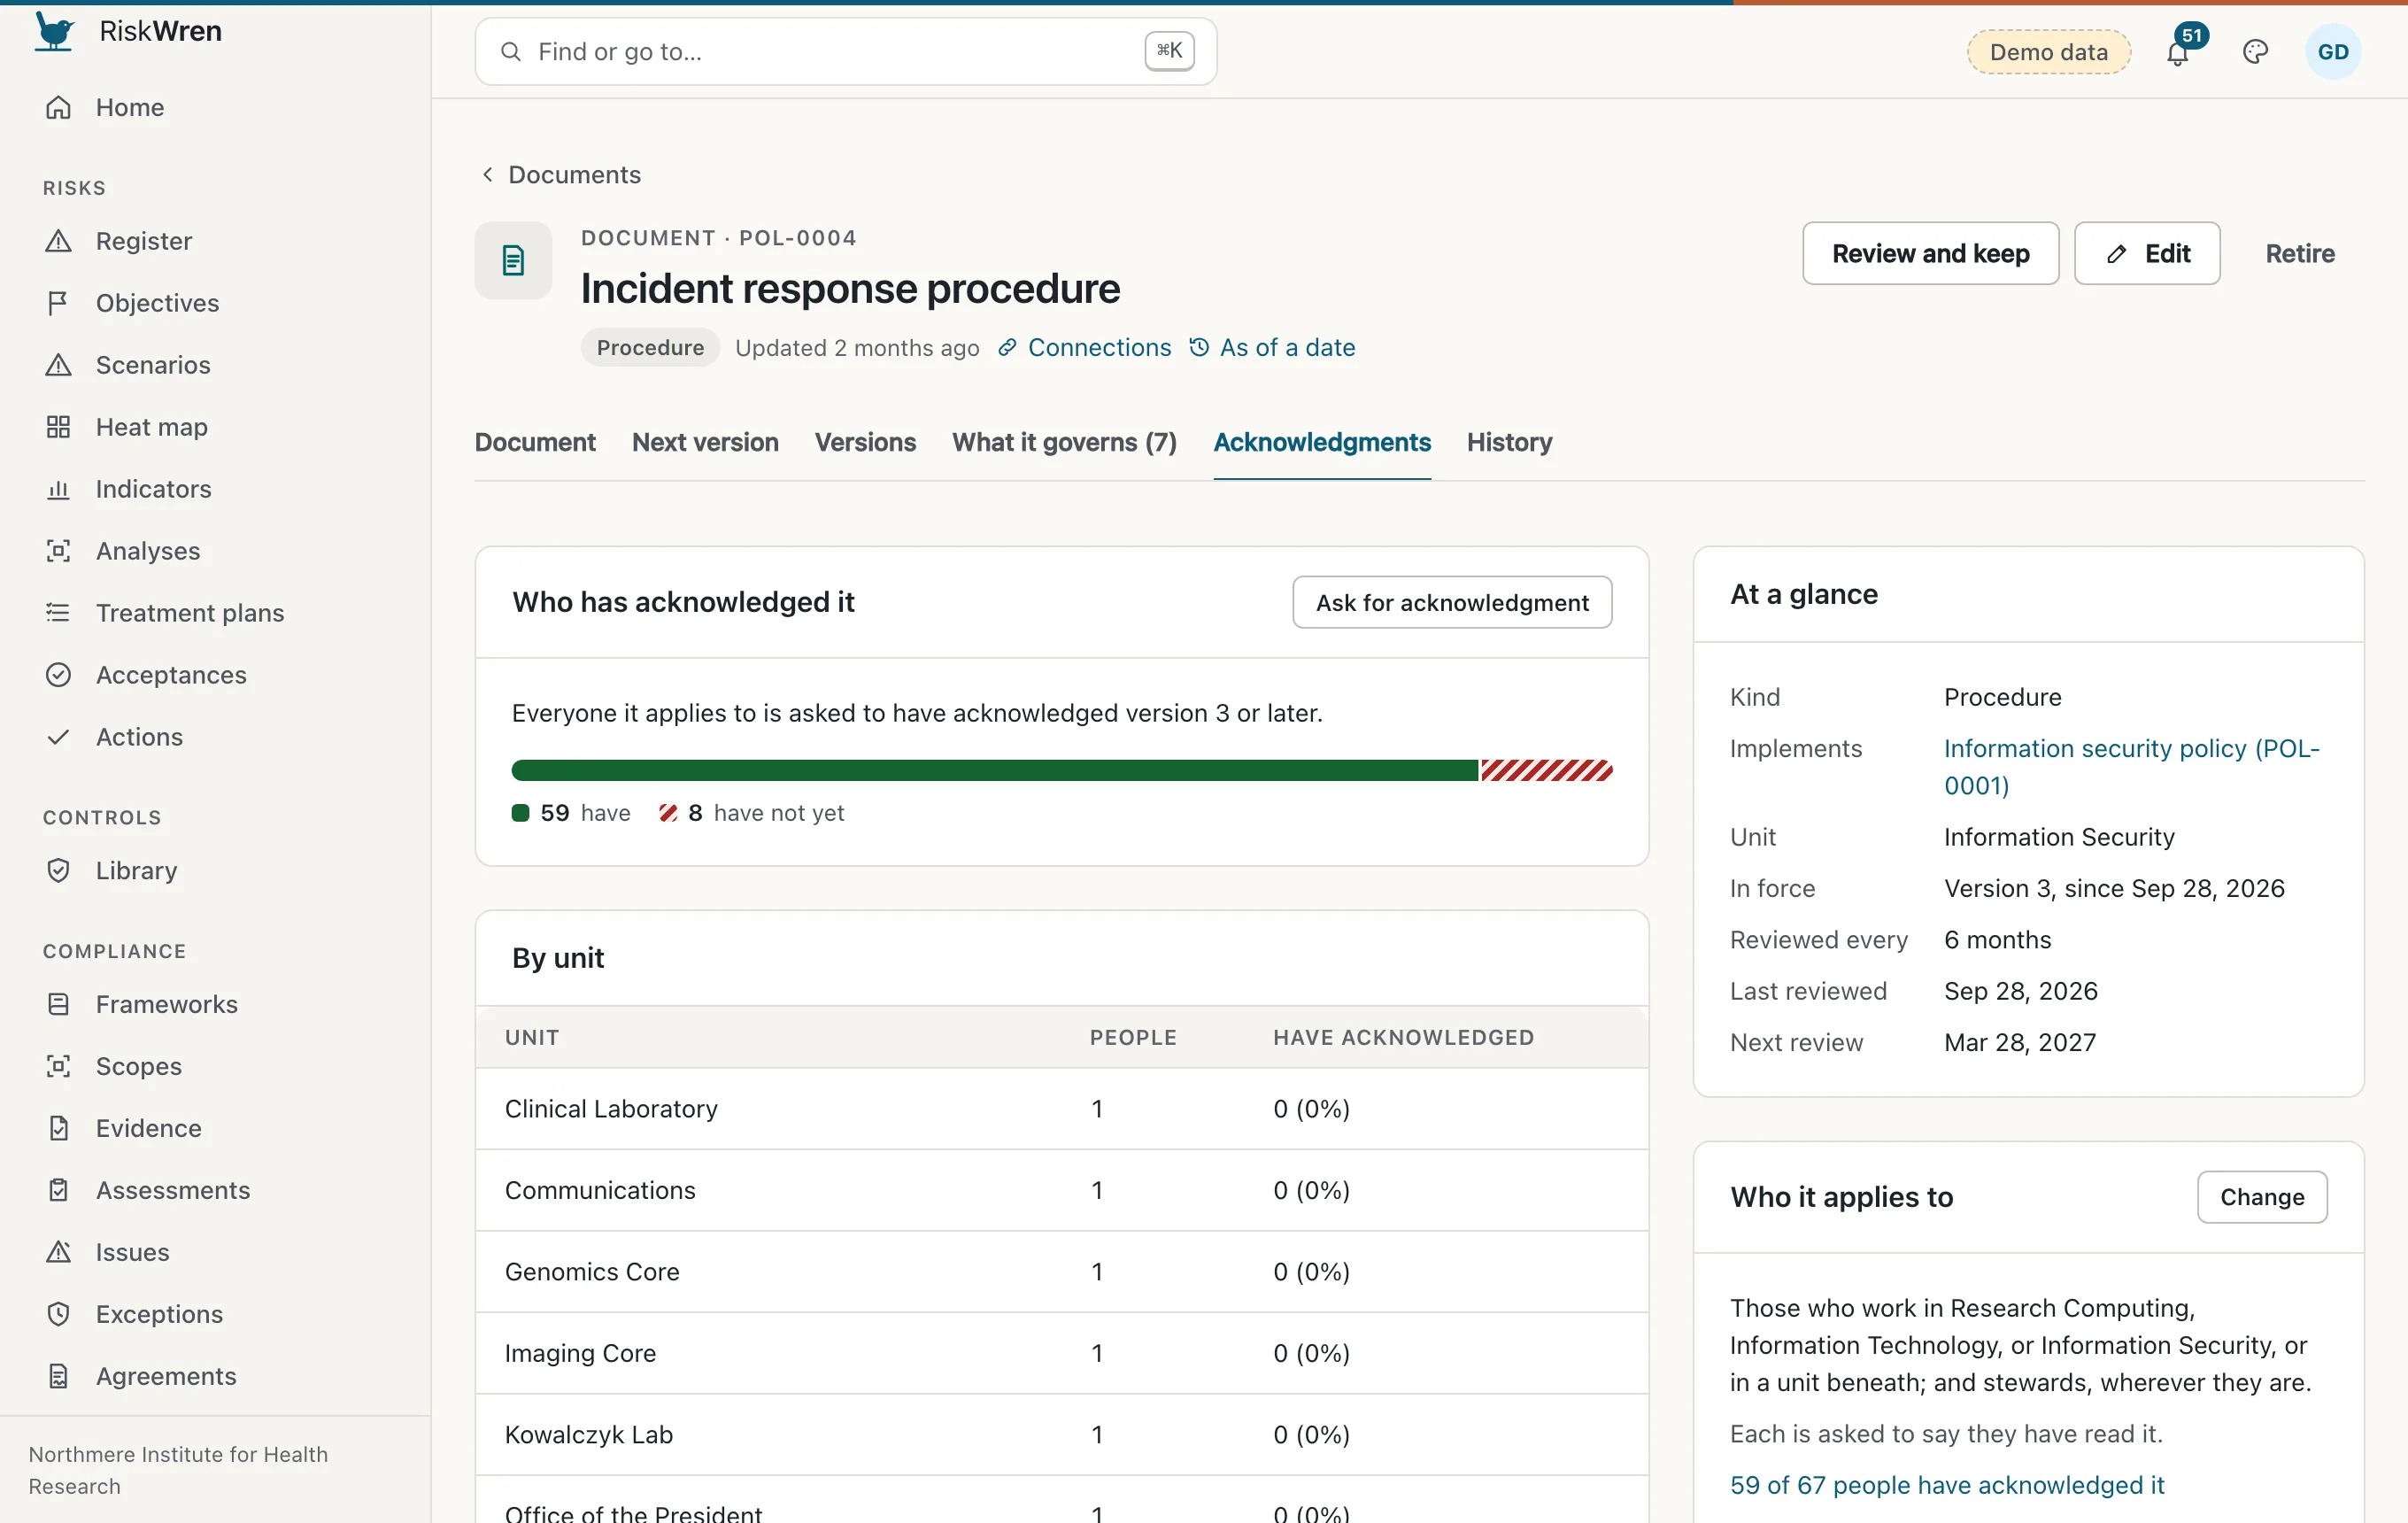 RiskWren
Find or go to...
⌘K
Demo data
51
GD
Home
RISKS
Register
Objectives
Scenarios
Heat map
Indicators
Analyses
Treatment plans
Acceptances
Actions
CONTROLS
Library
COMPLIANCE
Frameworks
Scopes
Evidence
Assessments
Issues
Exceptions
Agreements
Northmere Institute for Health
Research
Documents
DOCUMENT · POL-0004
Incident response procedure
Procedure Updated 2 months ago Connections As of a date
Review and keep
Edit
Retire
Document Next version Versions What it governs (7) Acknowledgments History
Who has acknowledged it
Ask for acknowledgment
Everyone it applies to is asked to have acknowledged version 3 or later.
59 have 8 have not yet
By unit
UNIT PEOPLE HAVE ACKNOWLEDGED
Clinical Laboratory 1 0 (0%)
Communications 1 0 (0%)
Genomics Core 1 0 (0%)
Imaging Core 1 0 (0%)
Kowalczyk Lab 1 0 (0%)
Office of the President 1 0 (0%)
At a glance
Kind Procedure
Implements Information security policy (POL-
0001)
Unit Information Security
In force Version 3, since Sep 28, 2026
Reviewed every 6 months
Last reviewed Sep 28, 2026
Next review Mar 28, 2027
Who it applies to
Change
Those who work in Research Computing,
Information Technology, or Information Security, or
in a unit beneath; and stewards, wherever they are.
Each is asked to say they have read it.
59 of 67 people have acknowledged it